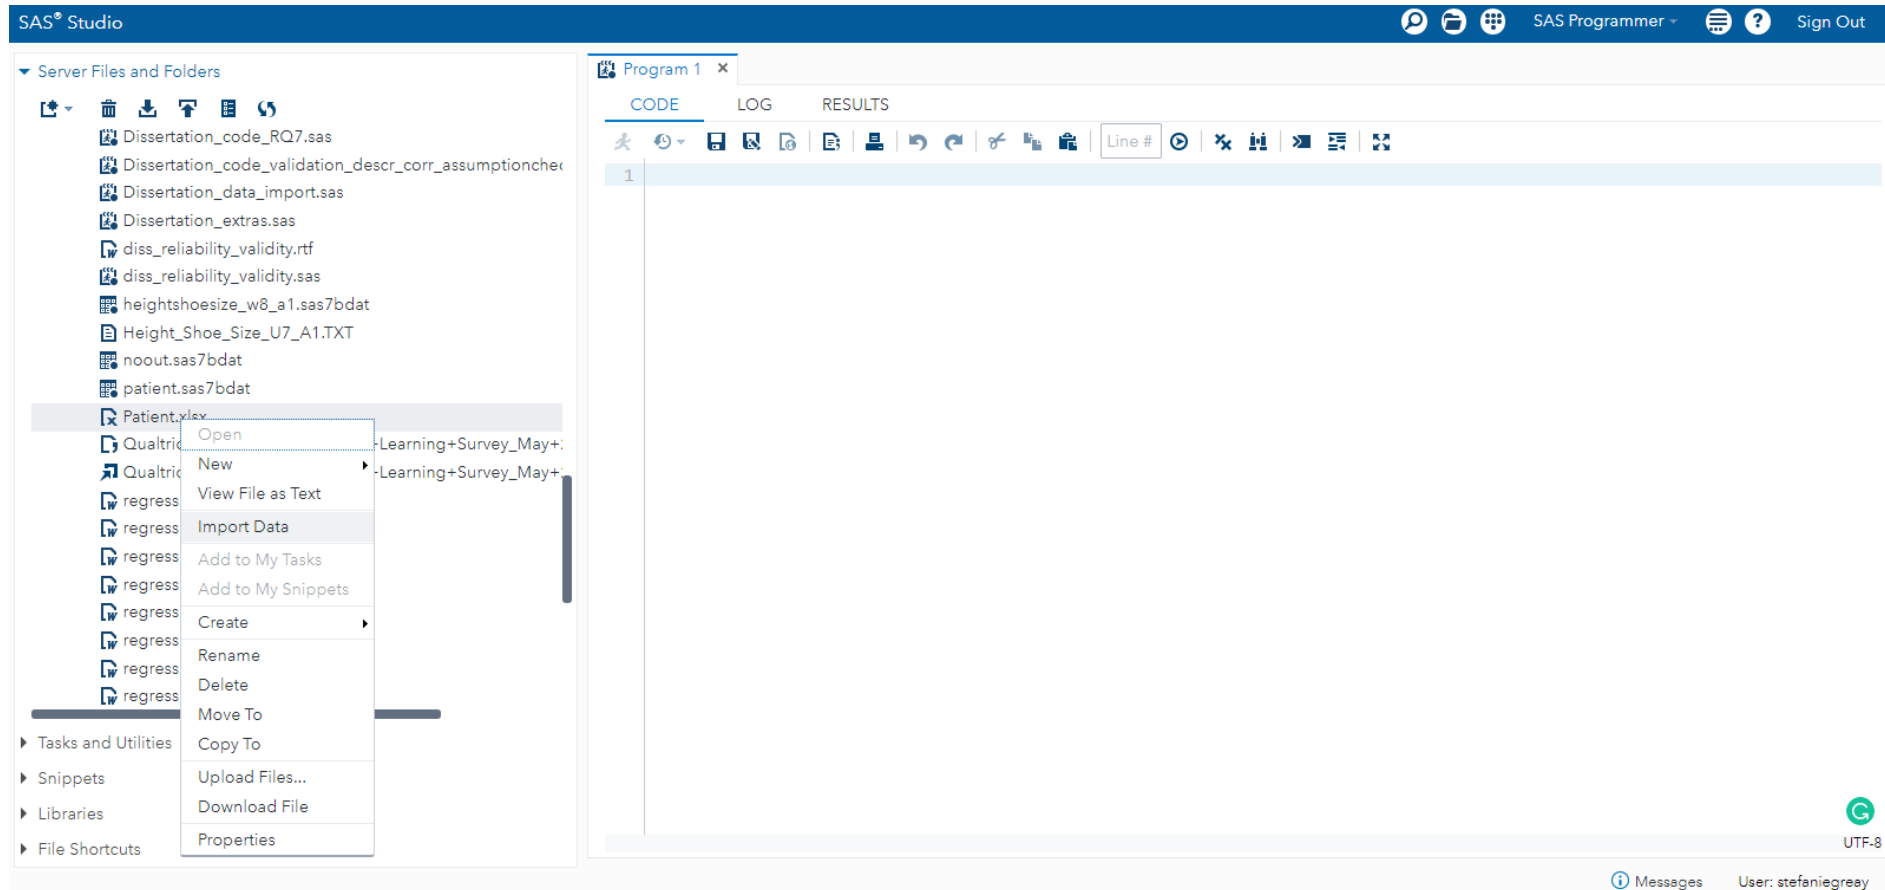 SAS® Studio
SAS Programmer
Sign Out
Server Files and Folders
Dissertation_code_RQ7.sas
Dissertation_code_validation_descr_corr_assumptionchec
Dissertation_data_import.sas
Dissertation_extras.sas
diss_reliability_validity.rtf
diss_reliability_validity.sas
heightshoesize_w8_a1.sas7bdat
Height_Shoe_Size_U7_A1.TXT
noout.sas7bdat
patient.sas7bdat
Patient.xlsx
Qualtric -Learning+Survey_May+
Qualtric -Learning+Survey_May+
regress
regress
regress
regress
regress
regress
regress
regress
Open
New
View File as Text
Import Data
Add to My Tasks
Add to My Snippets
Create
Rename
Delete
Move To
Copy To
Upload Files...
Download File
Properties
Tasks and Utilities
Snippets
Libraries
File Shortcuts
Program 1
CODE LOG RESULTS
Line #
1
UTF-8
Messages User: stefaniegreay